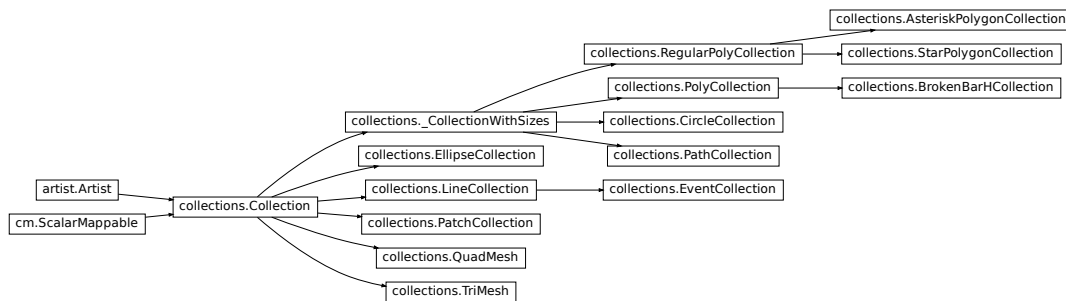 collections.AsteriskPolygonCollection
collections.RegularPolyCollection
collections.StarPolygonCollection
collections.PolyCollection
collections.BrokenBarHCollection
collections._CollectionWithSizes
collections.CircleCollection
collections.EllipseCollection
collections.PathCollection
artist.Artist
collections.LineCollection
collections.EventCollection
collections.Collection
cm.ScalarMappable
collections.PatchCollection
collections.QuadMesh
collections.TriMesh